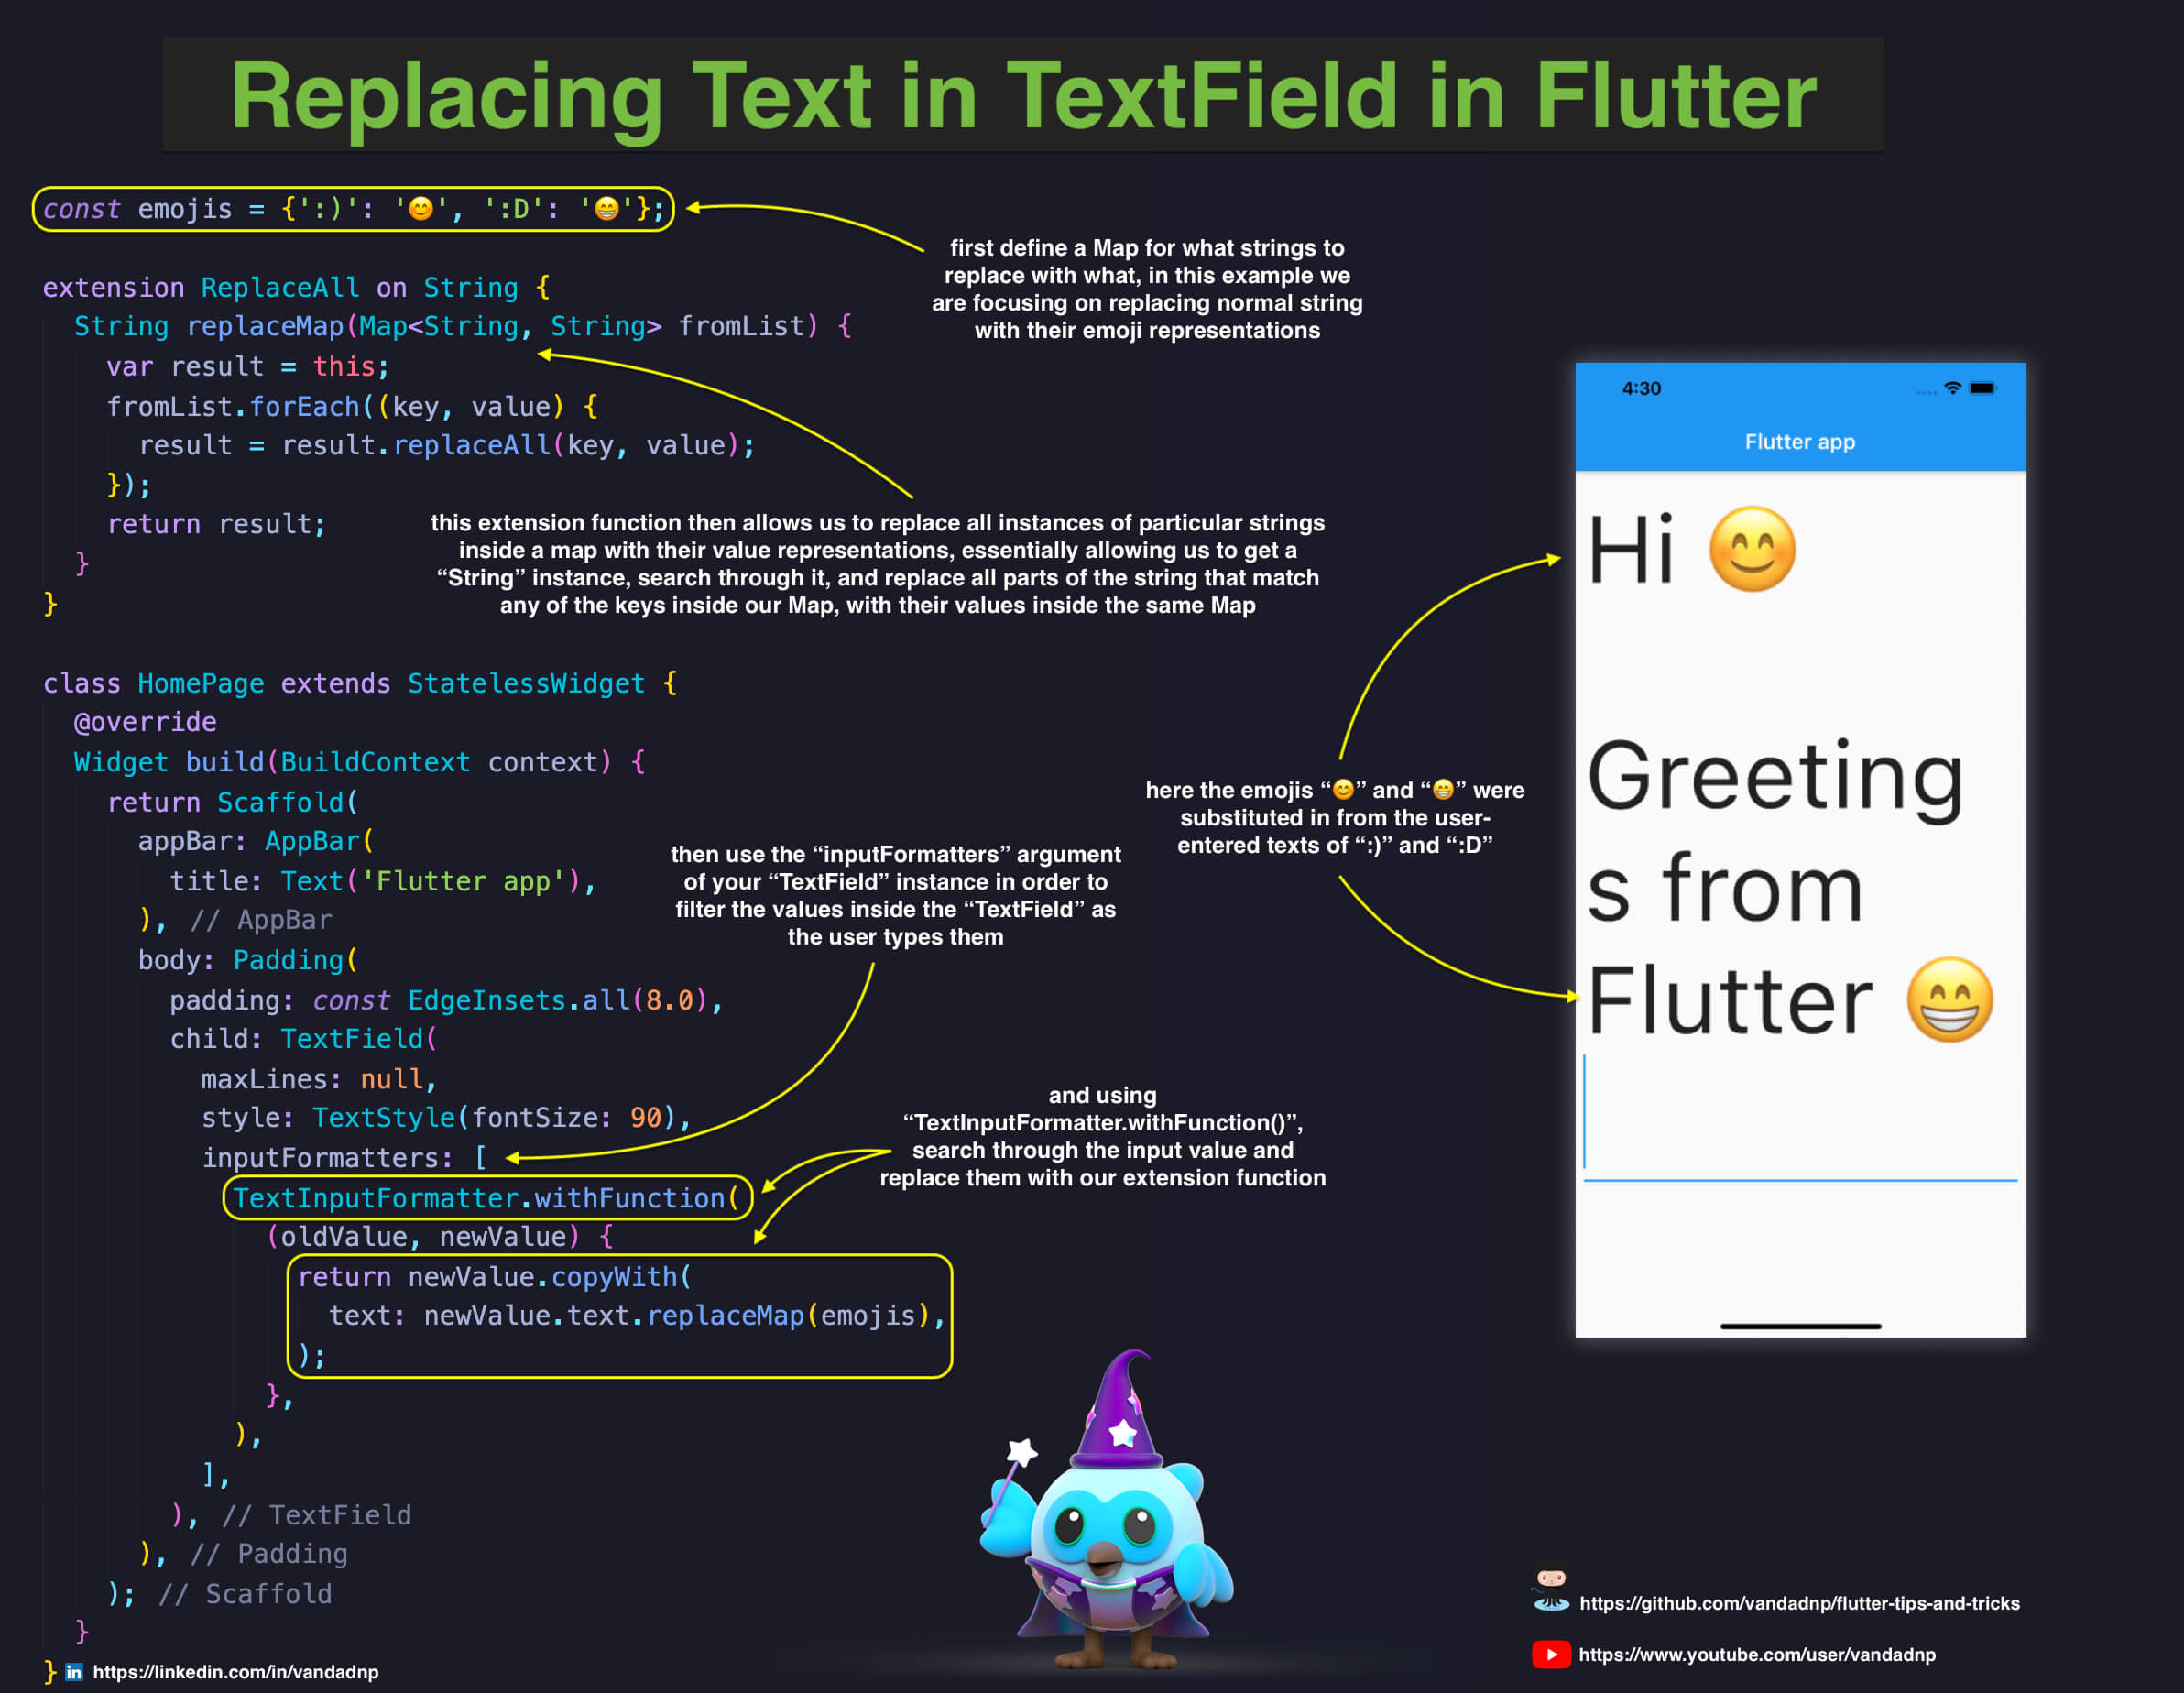 Replacing Text in TextField in Flutter
const emojis = {':)': '😊', ':D': '😁'};
first define a Map for what strings to
replace with what, in this example we
are focusing on replacing normal string
with their emoji representations
extension ReplaceAll on String {
String replaceMap(Map<String, String> fromList) {
var result = this;
fromList.forEach((key, value) {
result = result.replaceAll(key, value);
});
return result;
}
}
this extension function then allows us to replace all instances of particular strings
inside a map with their value representations, essentially allowing us to get a
“String” instance, search through it, and replace all parts of the string that match
any of the keys inside our Map, with their values inside the same Map
class HomePage extends StatelessWidget {
@override
Widget build(BuildContext context) {
return Scaffold(
appBar: AppBar(
title: Text('Flutter app'),
), // AppBar
body: Padding(
padding: const EdgeInsets.all(8.0),
child: TextField(
maxLines: null,
style: TextStyle(fontSize: 90),
inputFormatters: [
TextInputFormatter.withFunction(
(oldValue, newValue) {
return newValue.copyWith(
text: newValue.text.replaceMap(emojis),
);
},
),
],
), // TextField
), // Padding
); // Scaffold
}
}
then use the “inputFormatters” argument
of your “TextField” instance in order to
filter the values inside the “TextField” as
the user types them
and using
“TextInputFormatter.withFunction()”,
search through the input value and
replace them with our extension function
here the emojis “😊” and “😁” were
substituted in from the user-
entered texts of “:)” and “:D”
4:30
Flutter app
Hi 😊
Greeting
s from
Flutter 😁
https://linkedin.com/in/vandadnp
https://github.com/vandadnp/flutter-tips-and-tricks
https://www.youtube.com/user/vandadnp